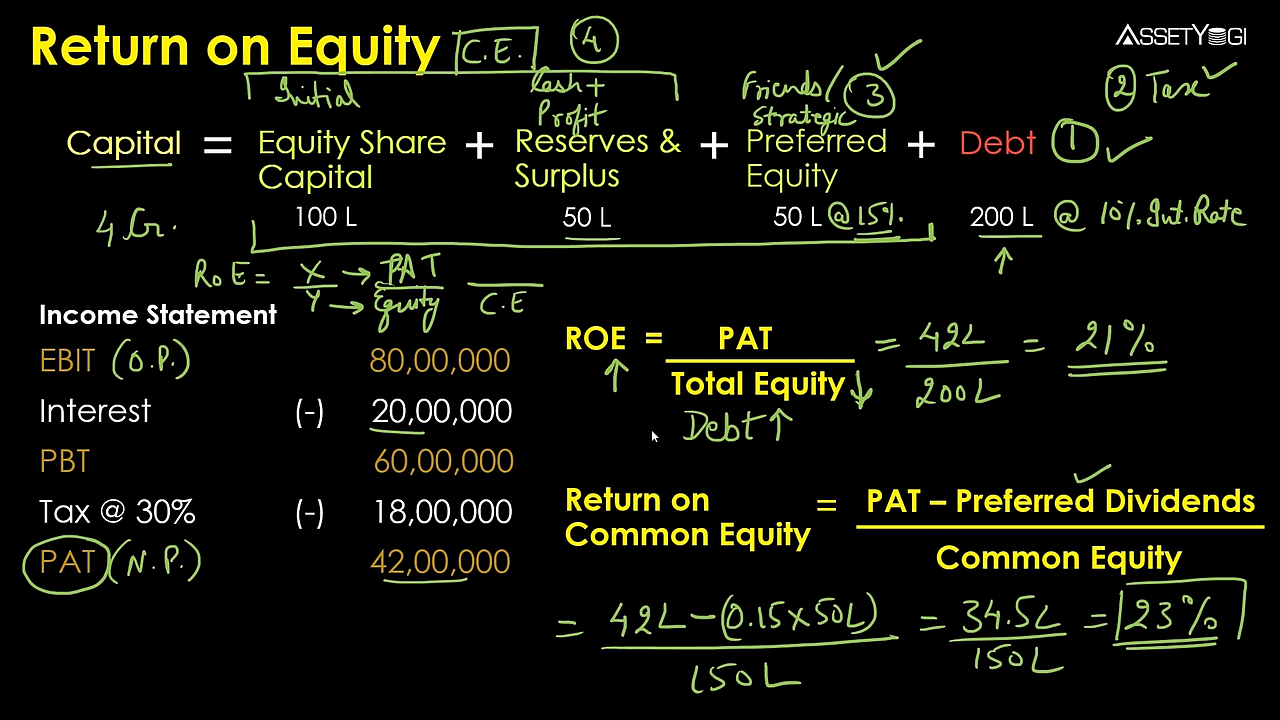 Return on Equity C.E. 4
ASSETYOGI
Initial
Cash +
Profit
Friends/
Strategic 3
2 Tax
Capital = Equity Share Capital + Reserves & Surplus + Preferred Equity + Debt 1
4 Cr. 100 L 50 L 50 L @ 15%. 200 L @ 10% Int. Rate
RoE = X/Y → PAT
→ Equity C.E
Income Statement
EBIT (O.P.) 80,00,000
Interest (-) 20,00,000
PBT 60,00,000
Tax @ 30% (-) 18,00,000
PAT (N.P.) 42,00,000
ROE = PAT = 42L = 21%
Total Equity 200L
Debt ↑
Return on Common Equity = PAT – Preferred Dividends
Common Equity
= 42L – (0.15 × 50L) = 34.5L = 23%
150L 150L